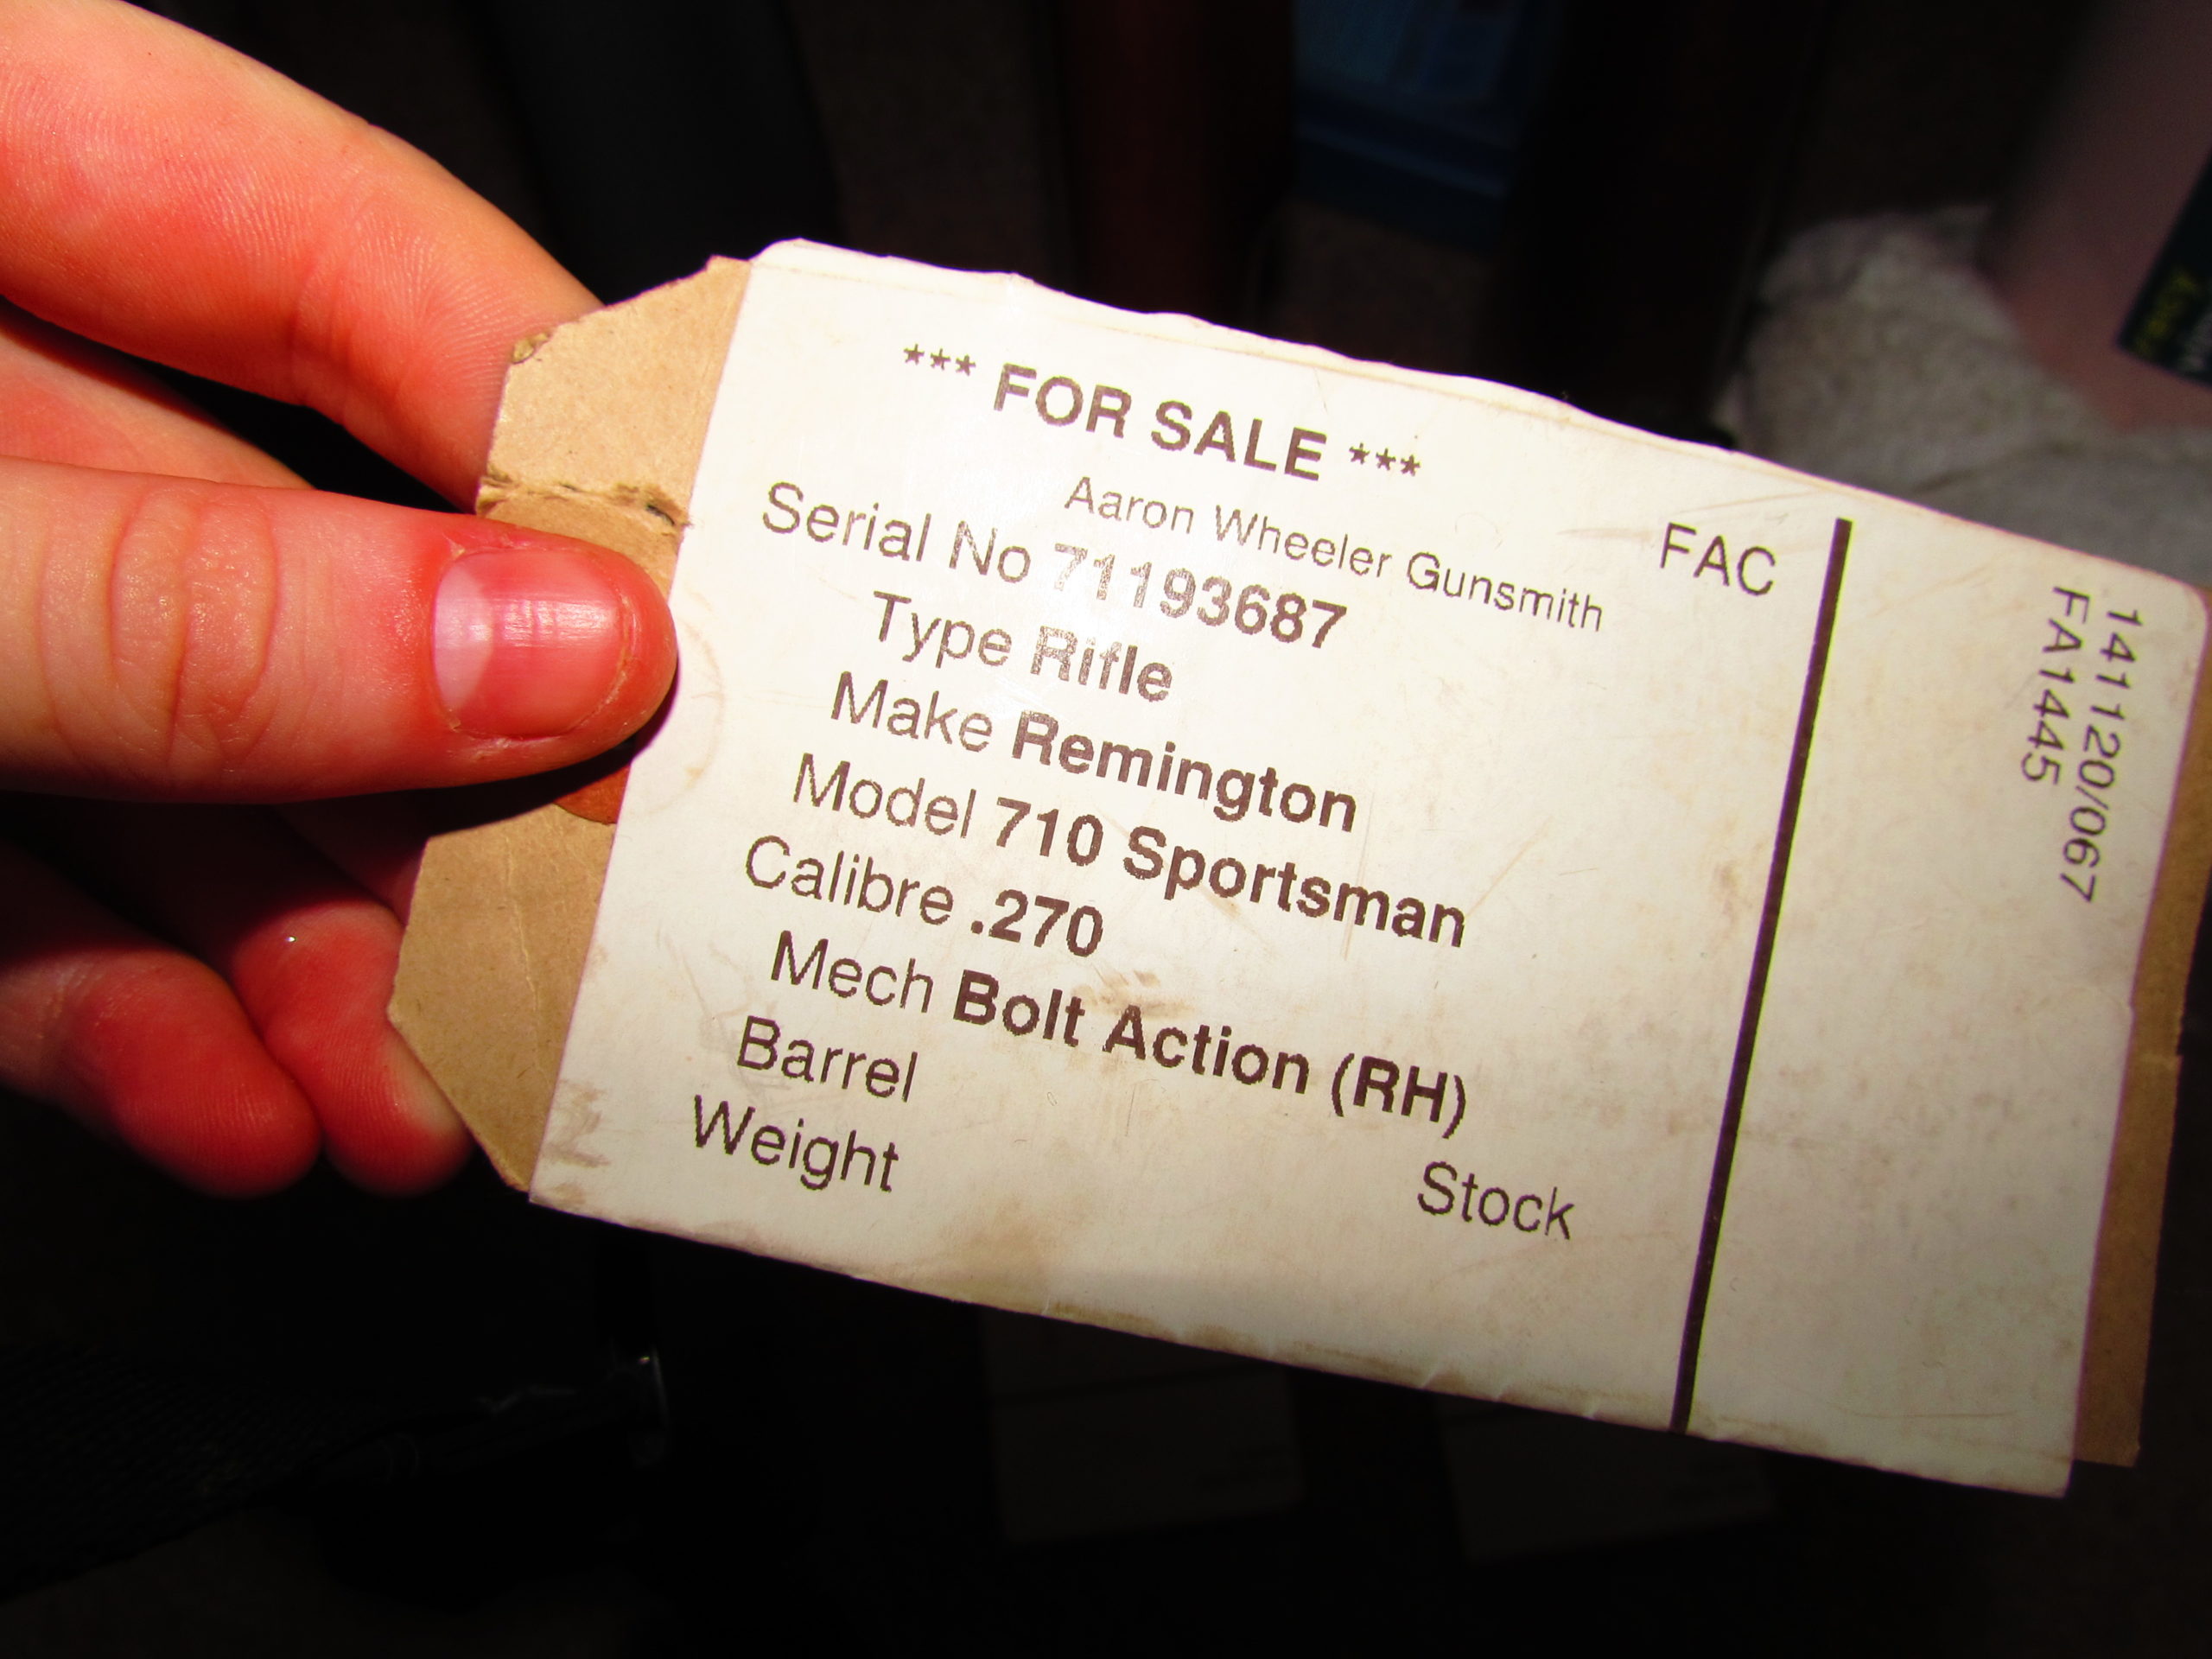 *** FOR SALE ***
Aaron Wheeler Gunsmith
FAC
Serial No 71193687
Type Rifle
Make Remington
Model 710 Sportsman
Calibre .270
Mech Bolt Action (RH)
Barrel
Weight
Stock
141120/067
FA1445